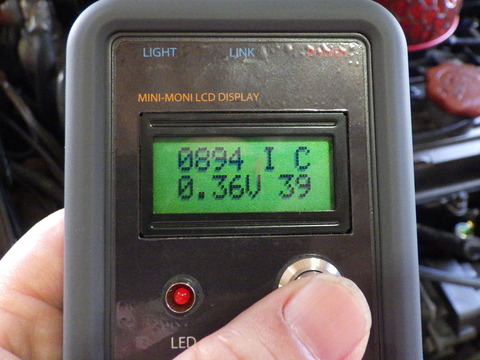 LIGHT LINK
MINI-MONI LCD DISPLAY
0894 I C
0.36V 39
LED